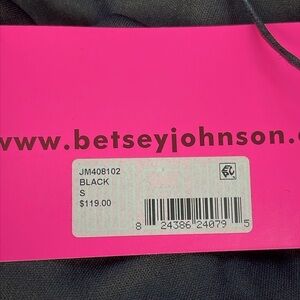 www.betseyjohnson.
JM408102
BLACK
S
$119.00
8 24386 24079 5